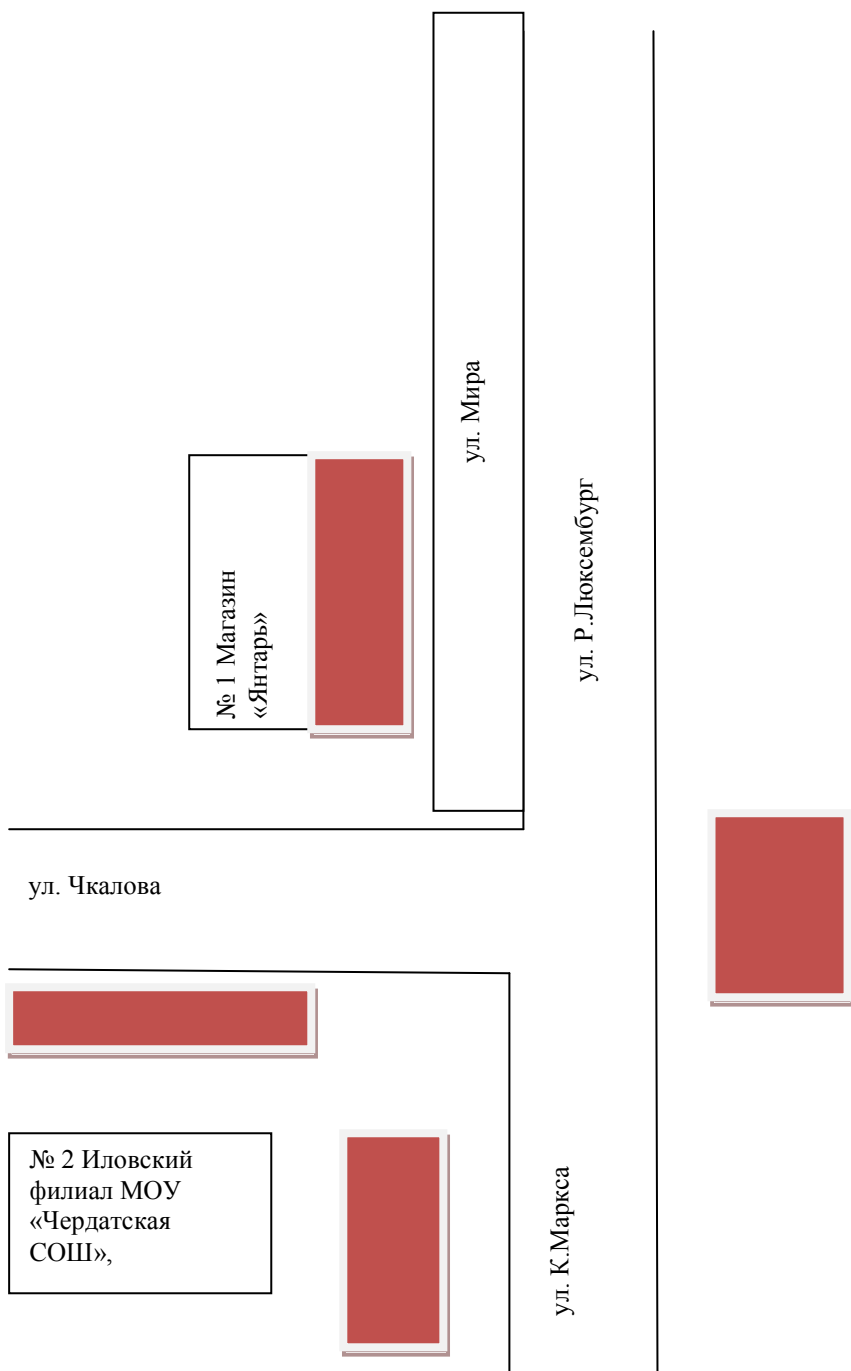 ул. Мира
ул. Р.Люксембург
№ 1 Магазин
«Янтарь»
ул. Чкалова
№ 2 Иловский
филиал МОУ
«Чердатская
СОШ»,
ул. К.Маркса